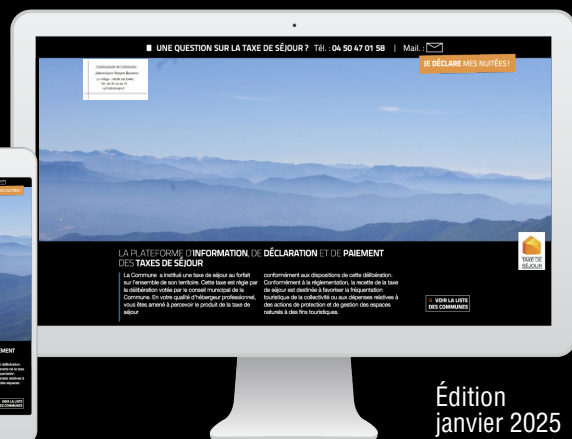 UNE QUESTION SUR LA TAXE DE SÉJOUR ? Tél. : 04 50 47 01 58 | Mail. :
JE DÉCLARE MES NUITÉES !
LA PLATEFORME D'INFORMATION, DE DÉCLARATION ET DE PAIEMENT
DES TAXES DE SÉJOUR
La Commune a institué une taxe de séjour au forfait
sur l'ensemble de son territoire. Cette taxe est régie par
la délibération votée par le conseil municipal de la
Commune. En votre qualité d'hébergeur professionnel,
vous êtes amené à percevoir le produit de la taxe de
séjour
conformément aux dispositions de cette délibération.
Conformément à la réglementation, la recette de la taxe
de séjour est destinée à favoriser la fréquentation
touristique de la collectivité ou aux dépenses relatives à
des actions de protection et de gestion des espaces
naturels à des fins touristiques.
TAXE DE
SÉJOUR
VOIR LA LISTE
DES COMMUNES
Édition
janvier 2025